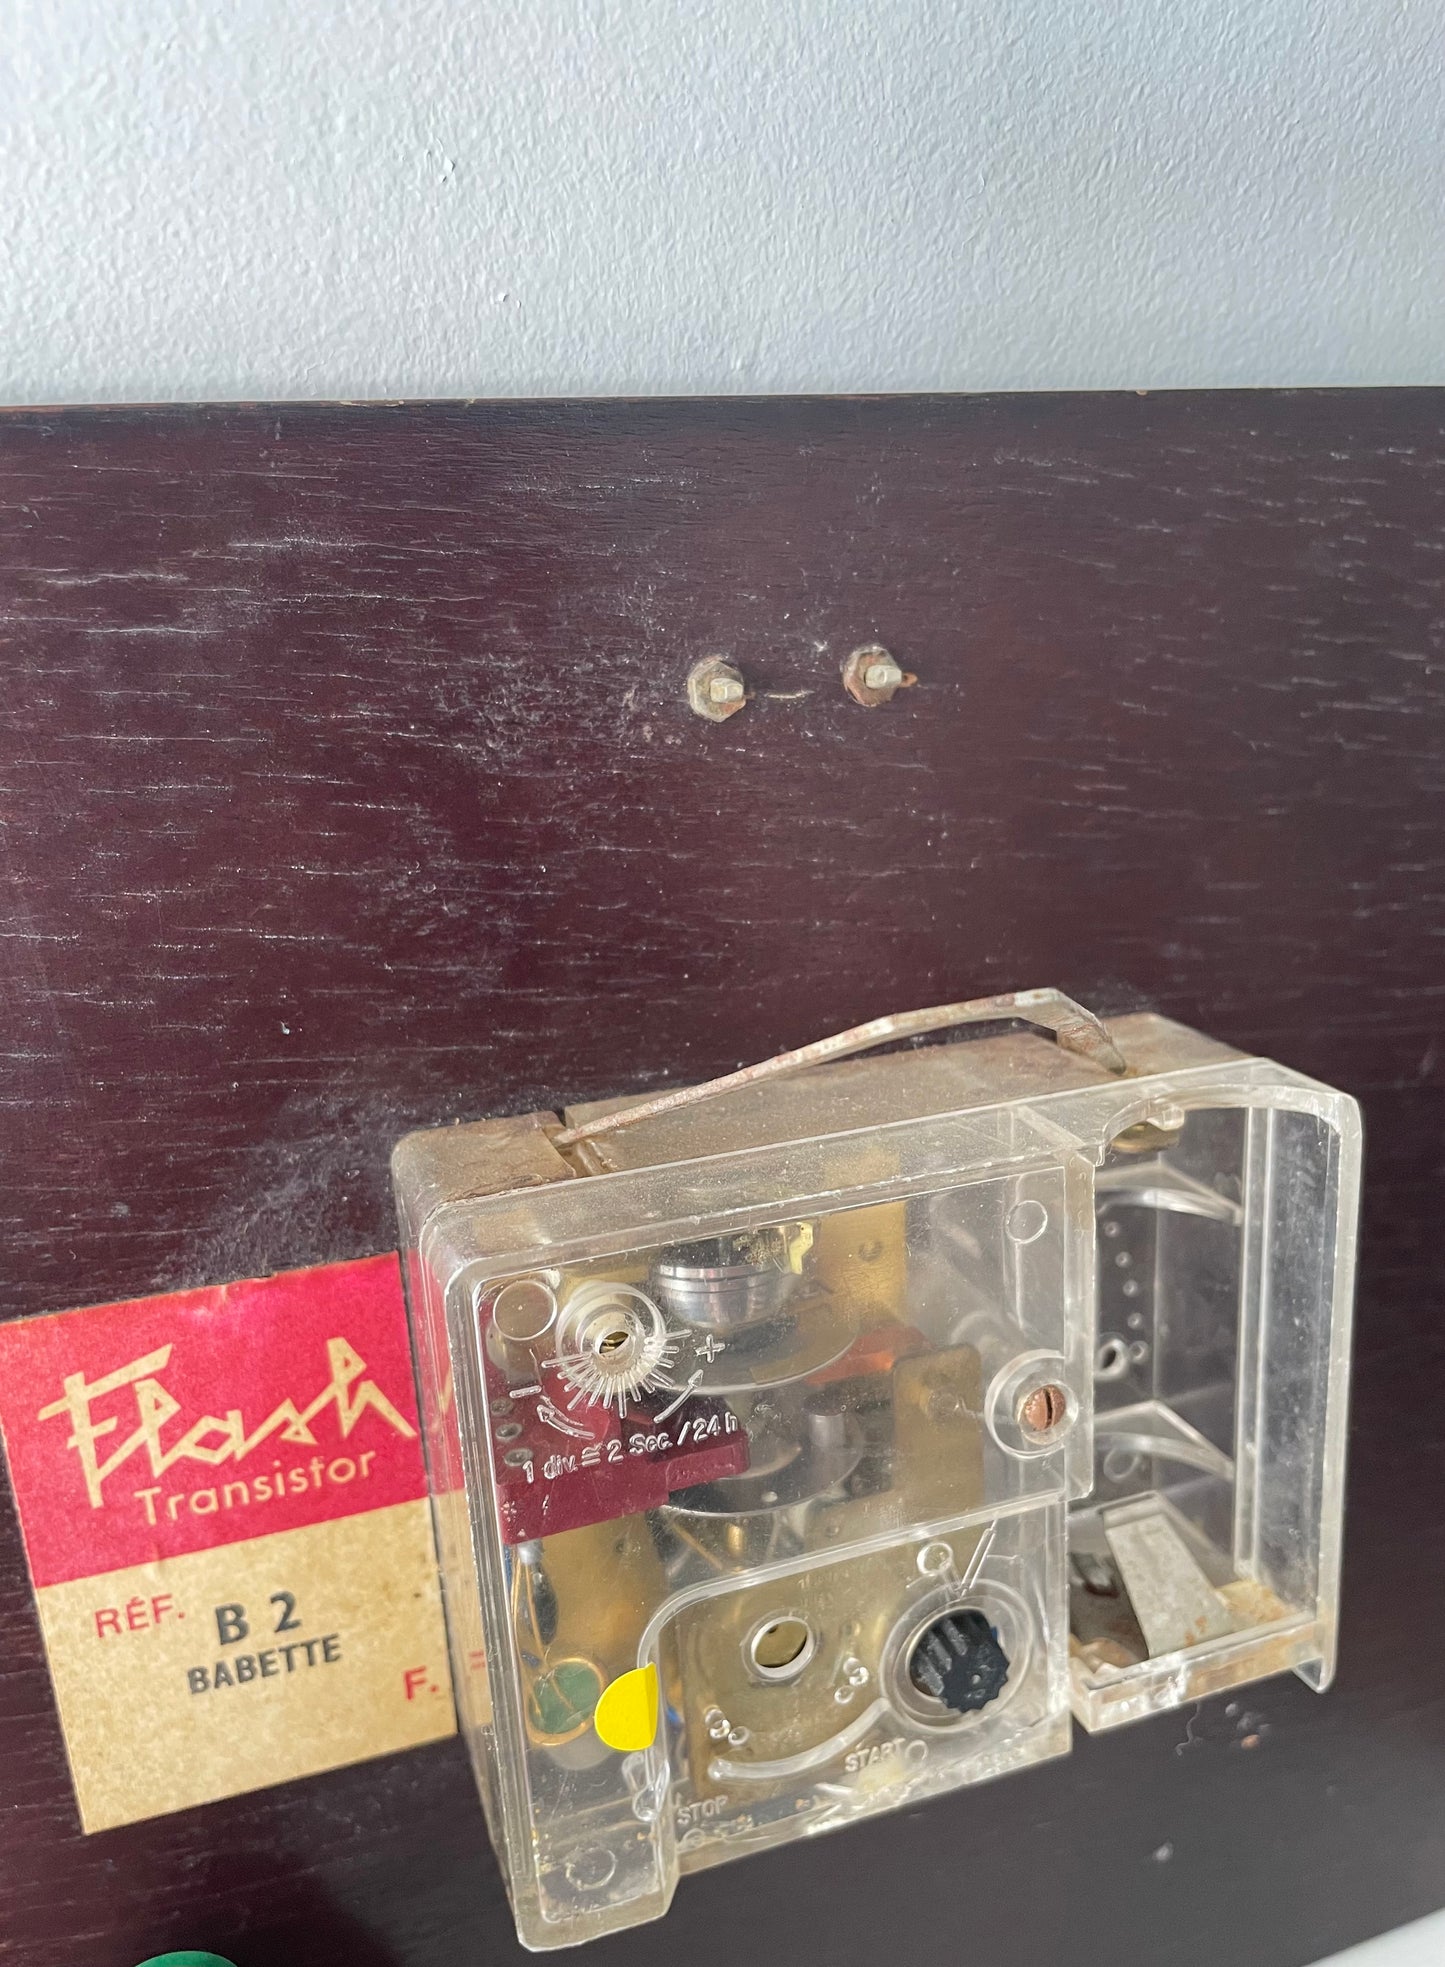 Flash
Transistor
RÉF. B 2
BABETTE
F.
- +
1 div. ≅ 2 Sec. / 24 h
START
STOP